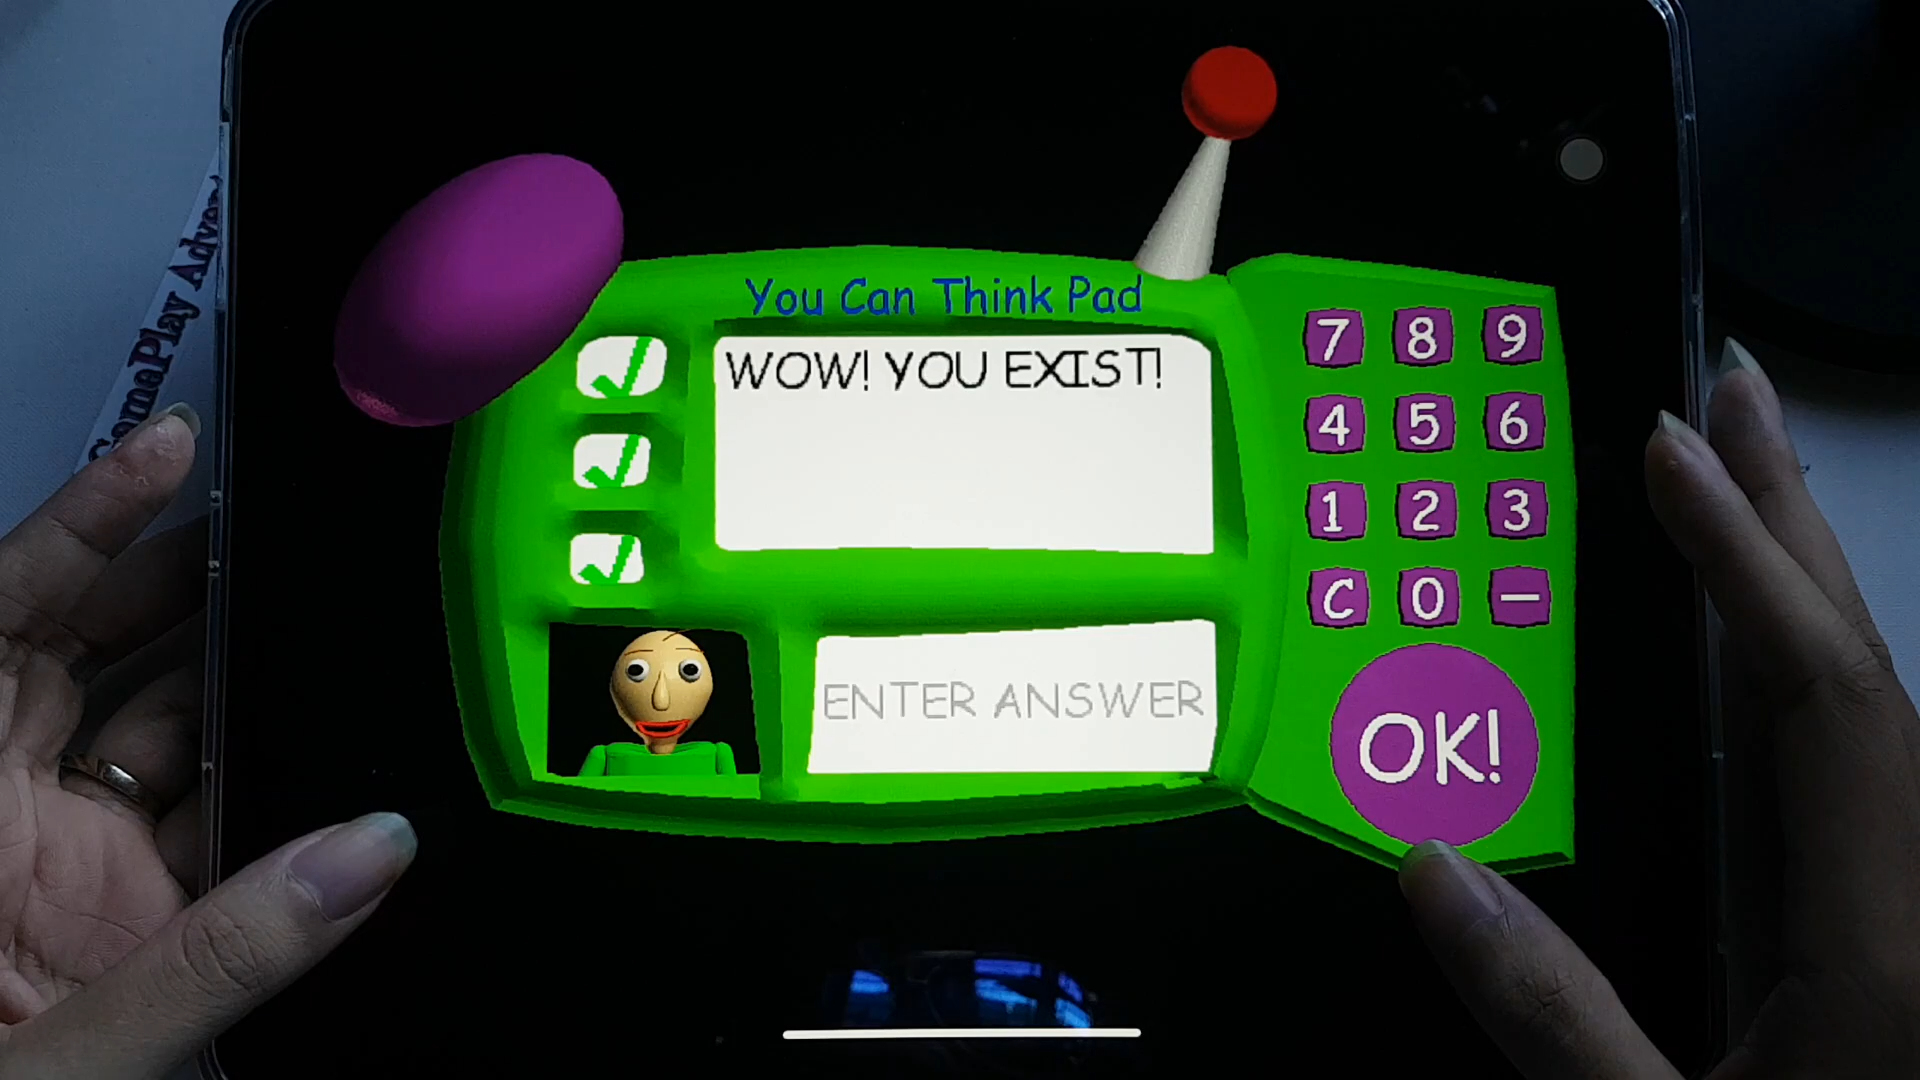 You Can Think Pad
WOW! YOU EXIST!
7 8 9
4 5 6
1 2 3
C 0 —
ENTER ANSWER
OK!
GamePlay